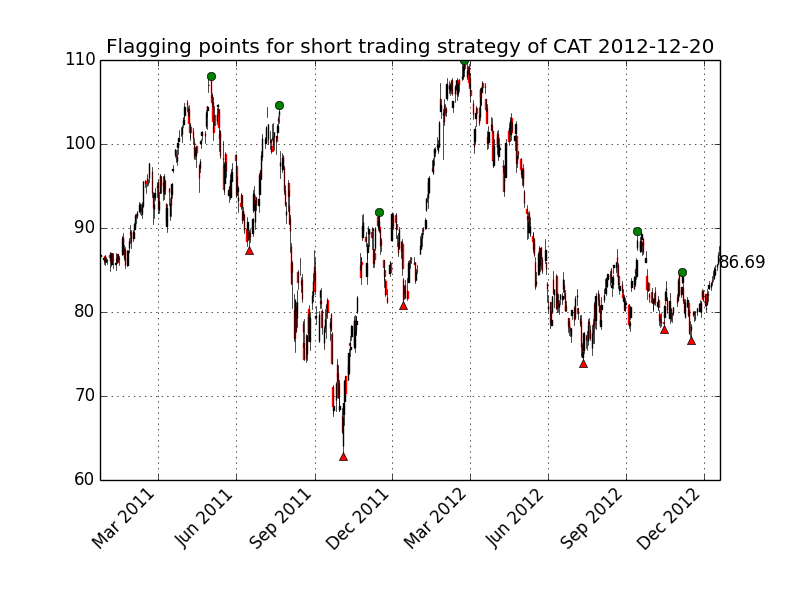 Flagging points for short trading strategy of CAT 2012-12-20
110
100
90
80
70
60
86.69
Mar 2011
Jun 2011
Sep 2011
Dec 2011
Mar 2012
Jun 2012
Sep 2012
Dec 2012